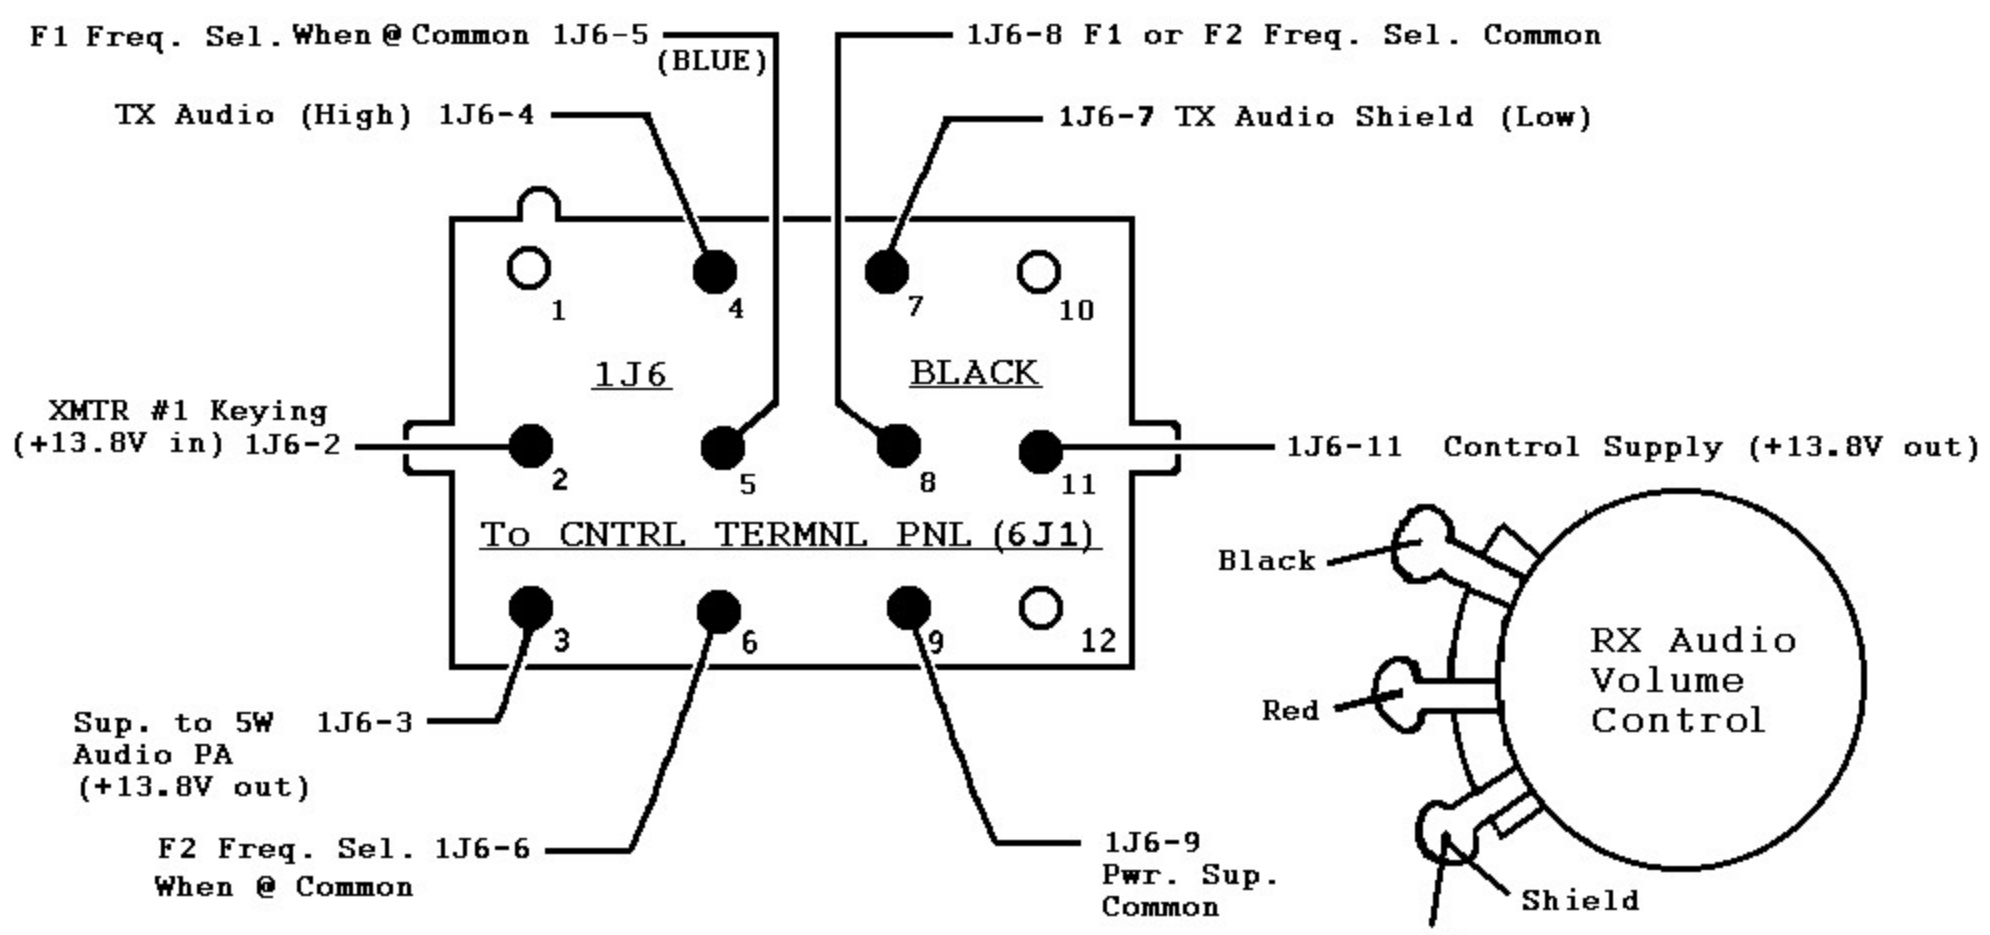 F1 Freq. Sel. When @ Common 1J6-5
(BLUE)
1J6-8 F1 or F2 Freq. Sel. Common
TX Audio (High) 1J6-4
1J6-7 TX Audio Shield (Low)
1
4
7
10
1J6
BLACK
XMTR #1 Keying
(+13.8V in) 1J6-2
1J6-11 Control Supply (+13.8V out)
2
5
8
11
To CNTRL TERMNL PNL (6J1)
3
6
9
12
Sup. to 5W 1J6-3
Audio PA
(+13.8V out)
F2 Freq. Sel. 1J6-6
When @ Common
1J6-9
Pwr. Sup.
Common
Black
Red
Shield
RX Audio
Volume
Control